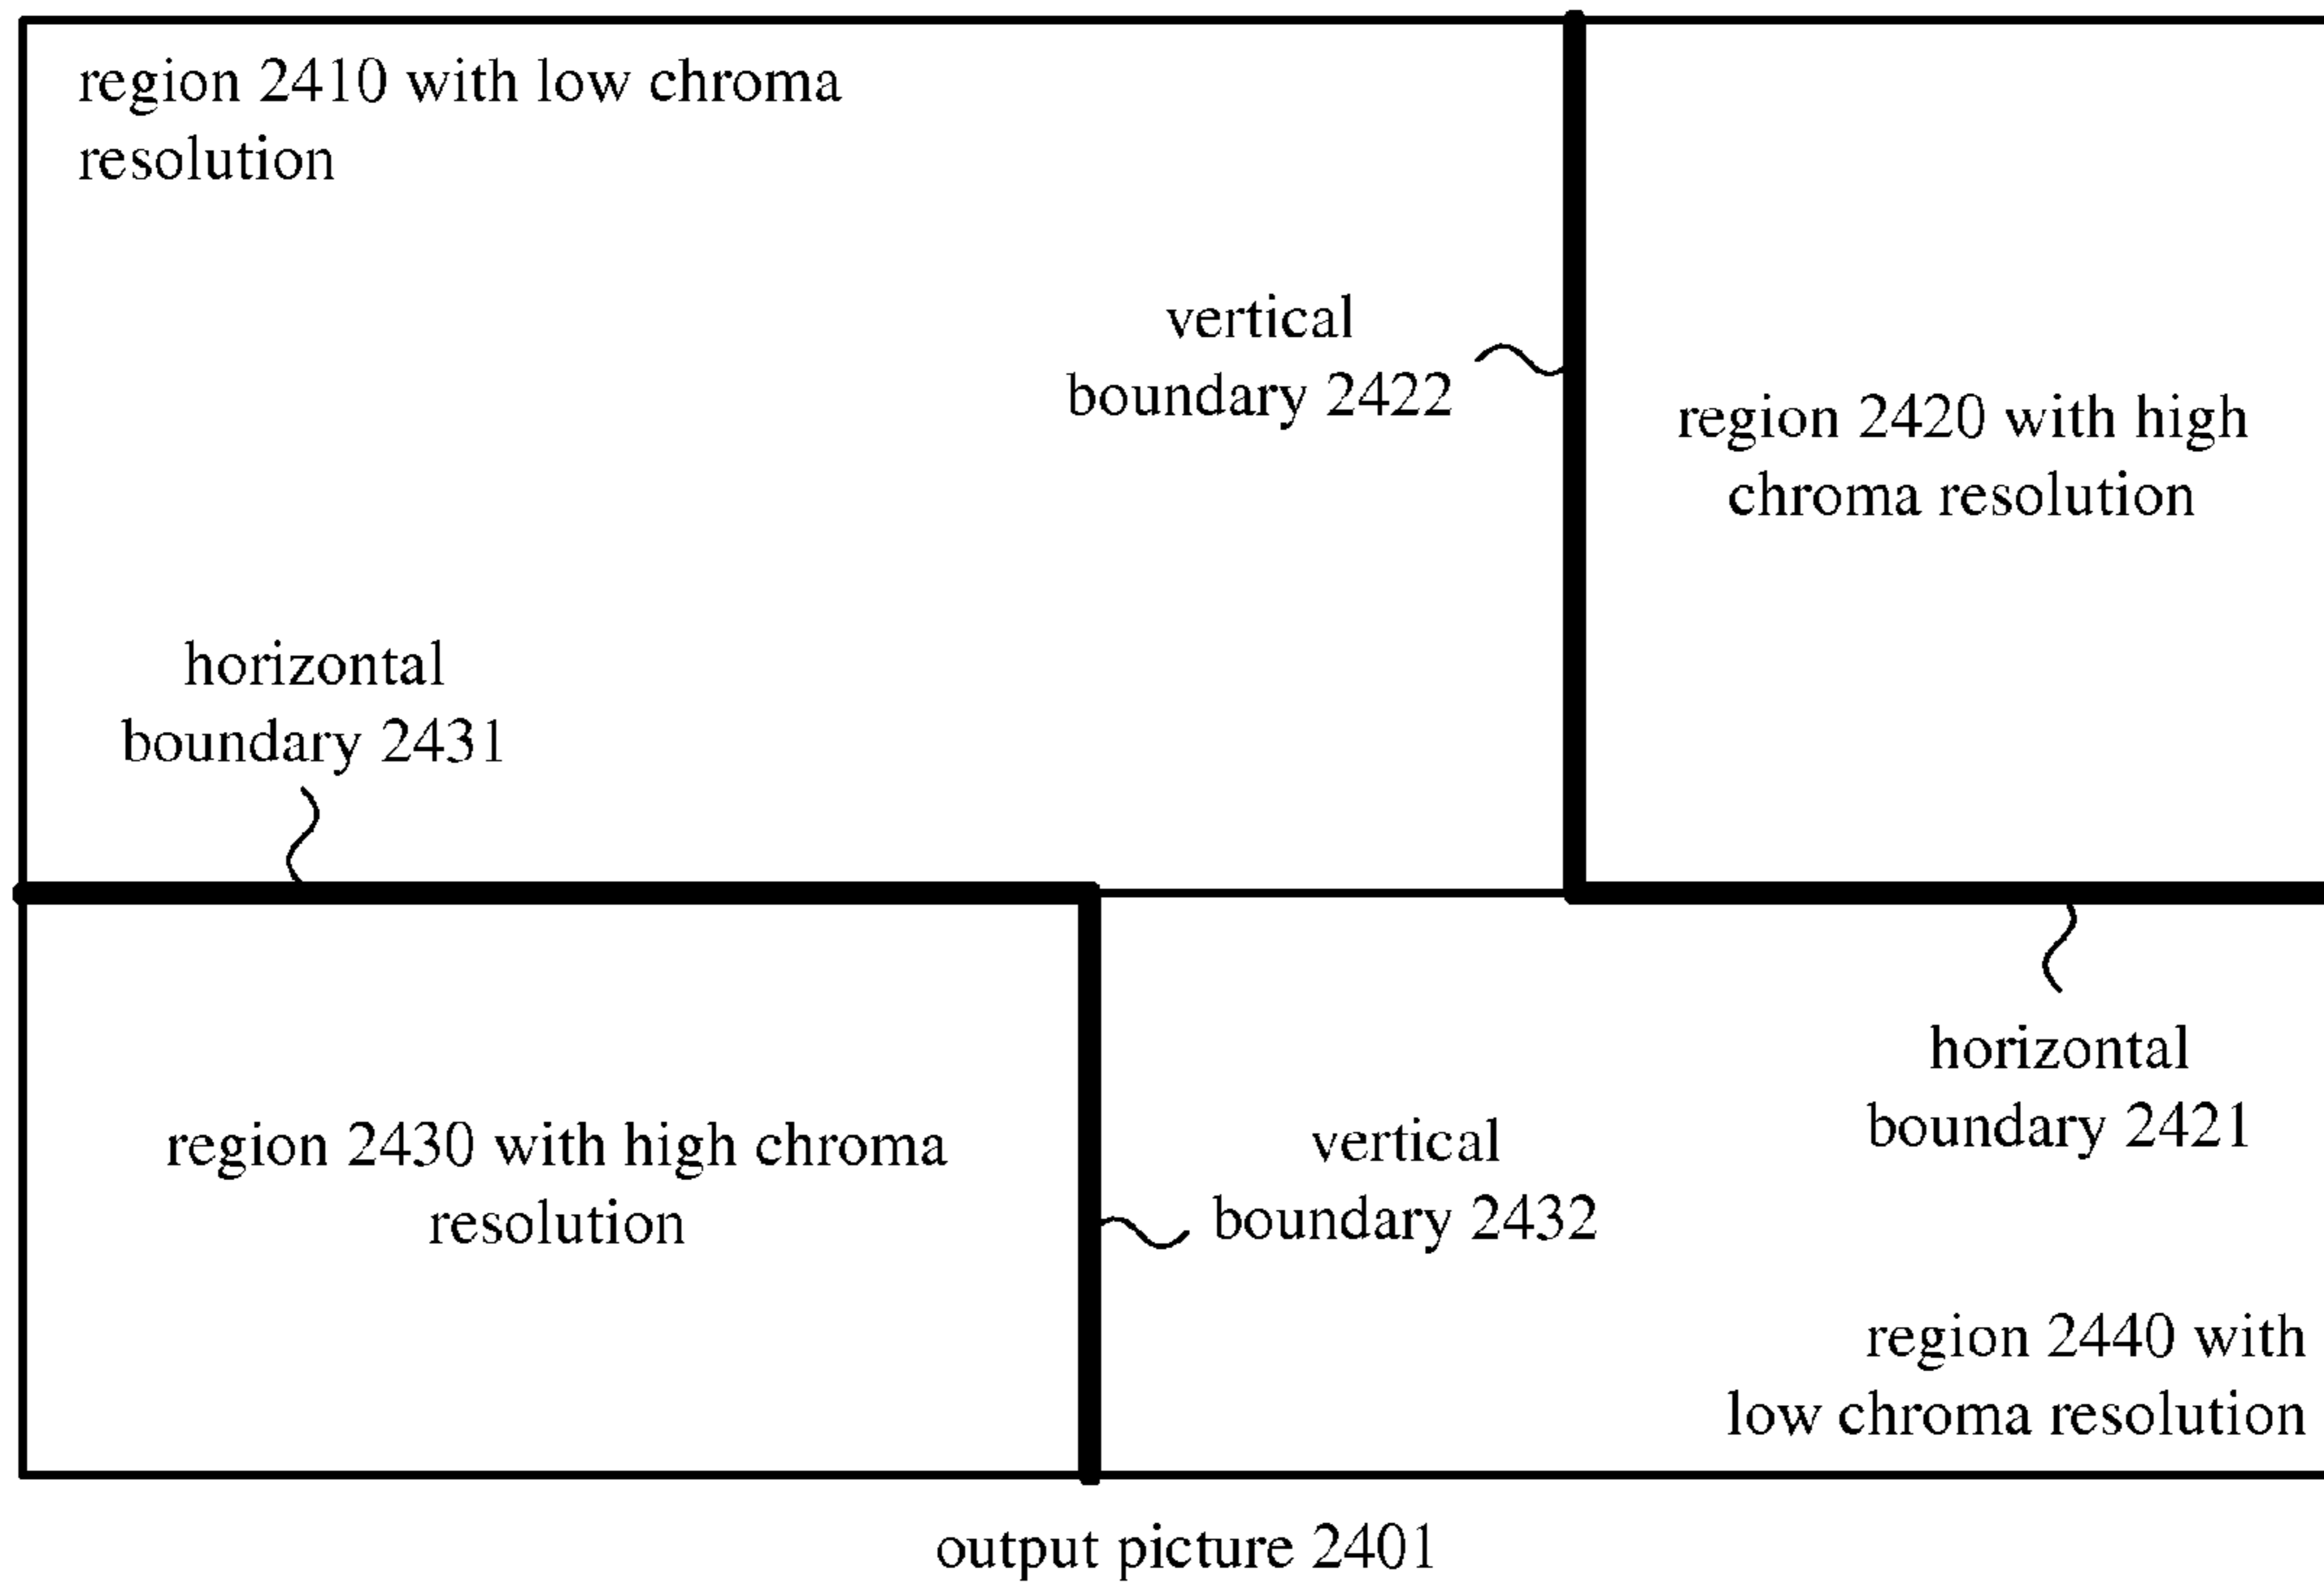 region 2410 with low chroma
resolution
vertical
boundary 2422
region 2420 with high
chroma resolution
horizontal
boundary 2431
region 2430 with high chroma
resolution
vertical
boundary 2432
horizontal
boundary 2421
region 2440 with
low chroma resolution
output picture 2401